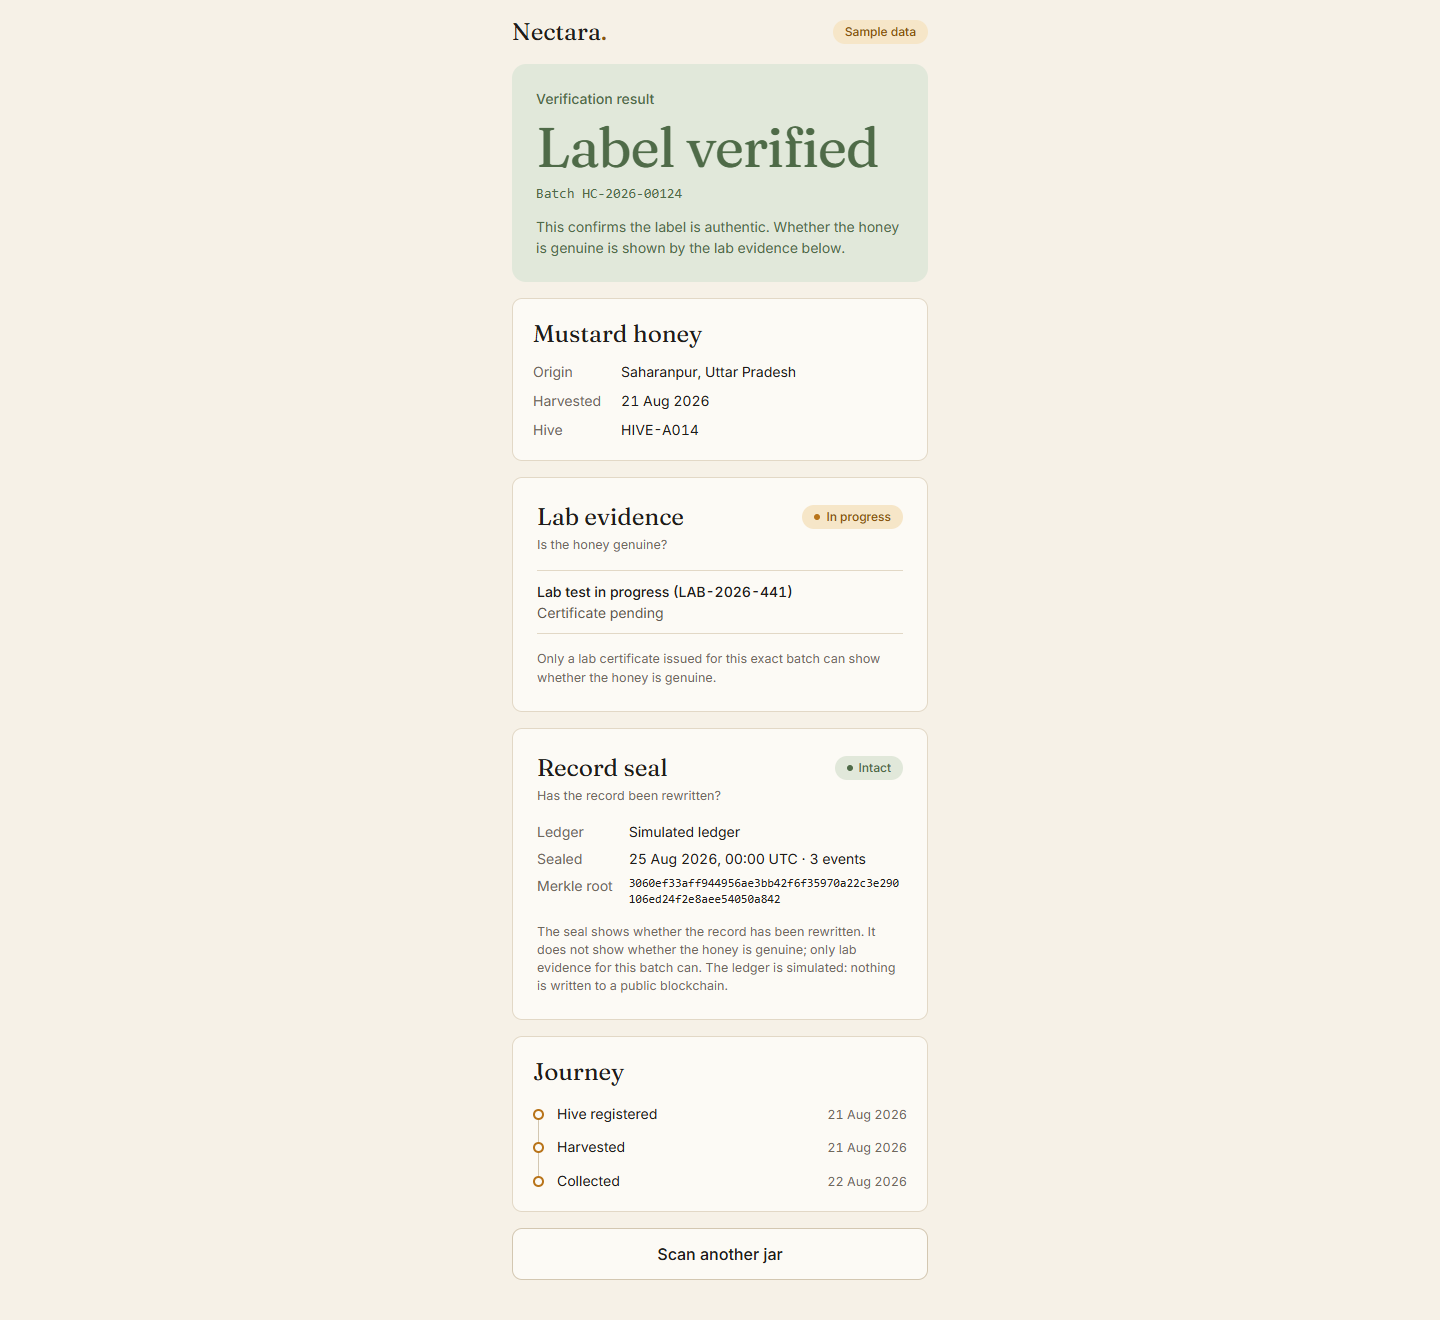 Nectara.
Sample data
Verification result
Label verified
Batch HC-2026-00124
This confirms the label is authentic. Whether the honey
is genuine is shown by the lab evidence below.
Mustard honey
Origin Saharanpur, Uttar Pradesh
Harvested 21 Aug 2026
Hive HIVE-A014
Lab evidence
In progress
Is the honey genuine?
Lab test in progress (LAB-2026-441)
Certificate pending
Only a lab certificate issued for this exact batch can show
whether the honey is genuine.
Record seal
Intact
Has the record been rewritten?
Ledger Simulated ledger
Sealed 25 Aug 2026, 00:00 UTC · 3 events
Merkle root 3060ef33aff944956ae3bb42f6f35970a22c3e290
106ed24f2e8aee54050a842
The seal shows whether the record has been rewritten. It
does not show whether the honey is genuine; only lab
evidence for this batch can. The ledger is simulated: nothing
is written to a public blockchain.
Journey
Hive registered 21 Aug 2026
Harvested 21 Aug 2026
Collected 22 Aug 2026
Scan another jar